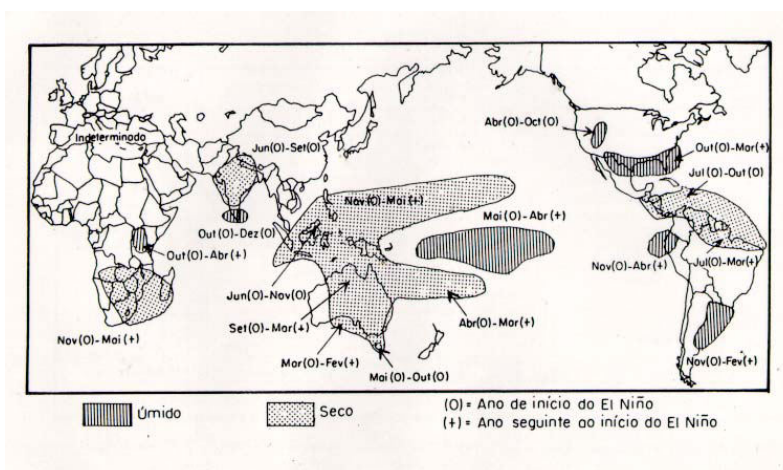 Indeterminado
Jun(0)-Set(0)
Abr(0)-Oct(0)
Out(0)-Mar(+)
Jul(0)-Out(0)
Nov(0)-Mai(+)
Mai(0)-Abr(+)
Out(0)-Dez(0)
Out(0)-Abr(+)
Nov(0)-Abr(+)
Jul(0)-Mar(+)
Jun(0)-Nov(0)
Set(0)-Mar(+)
Abr(0)-Mar(+)
Nov(0)-Mai(+)
Mar(0)-Fev(+)
Mai(0)-Out(0)
Nov(0)-Fev(+)
Úmido
Seco
(0)= Ano de início do El Niño
(+)= Ano seguinte ao início do El Niño